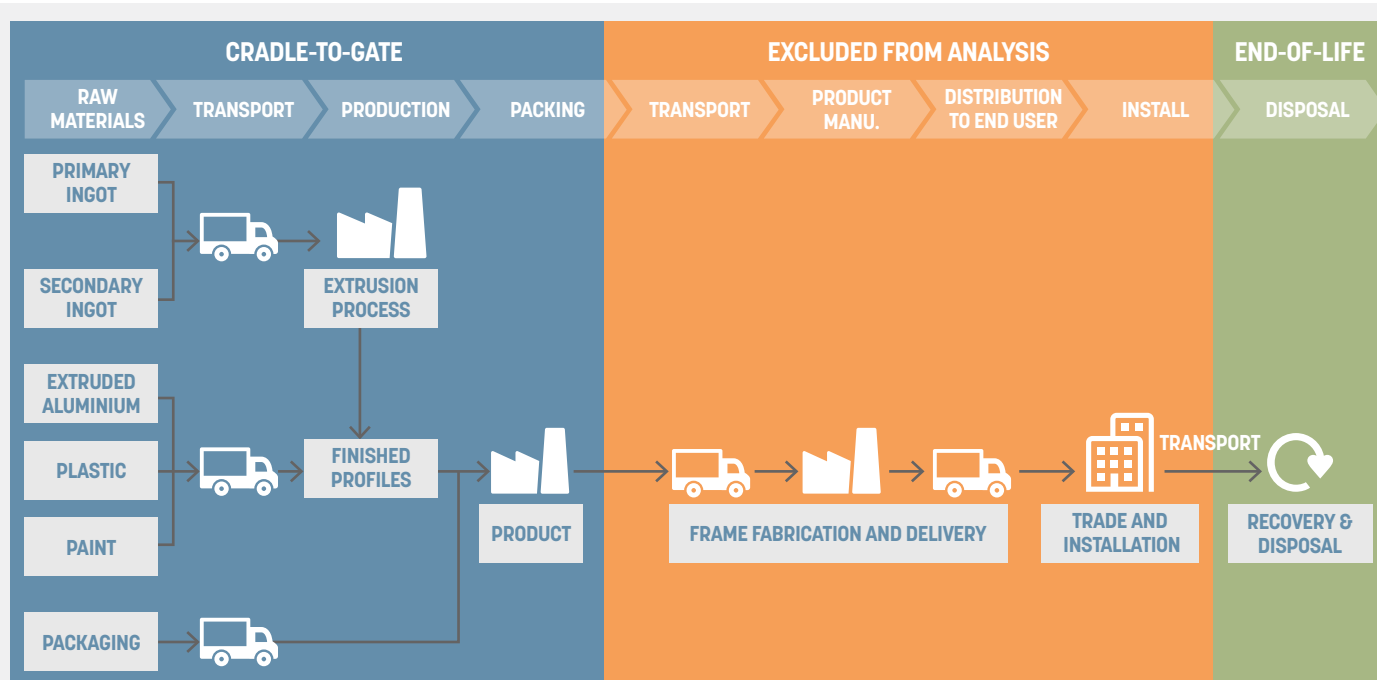 CRADLE-TO-GATE
EXCLUDED FROM ANALYSIS
END-OF-LIFE
RAW
MATERIALS
TRANSPORT
PRODUCTION
PACKING
TRANSPORT
PRODUCT
MANU.
DISTRIBUTION
TO END USER
INSTALL
DISPOSAL
PRIMARY
INGOT
SECONDARY
INGOT
EXTRUSION
PROCESS
EXTRUDED
ALUMINIUM
PLASTIC
PAINT
FINISHED
PROFILES
PRODUCT
FRAME FABRICATION AND DELIVERY
TRADE AND
INSTALLATION
TRANSPORT
RECOVERY &
DISPOSAL
PACKAGING